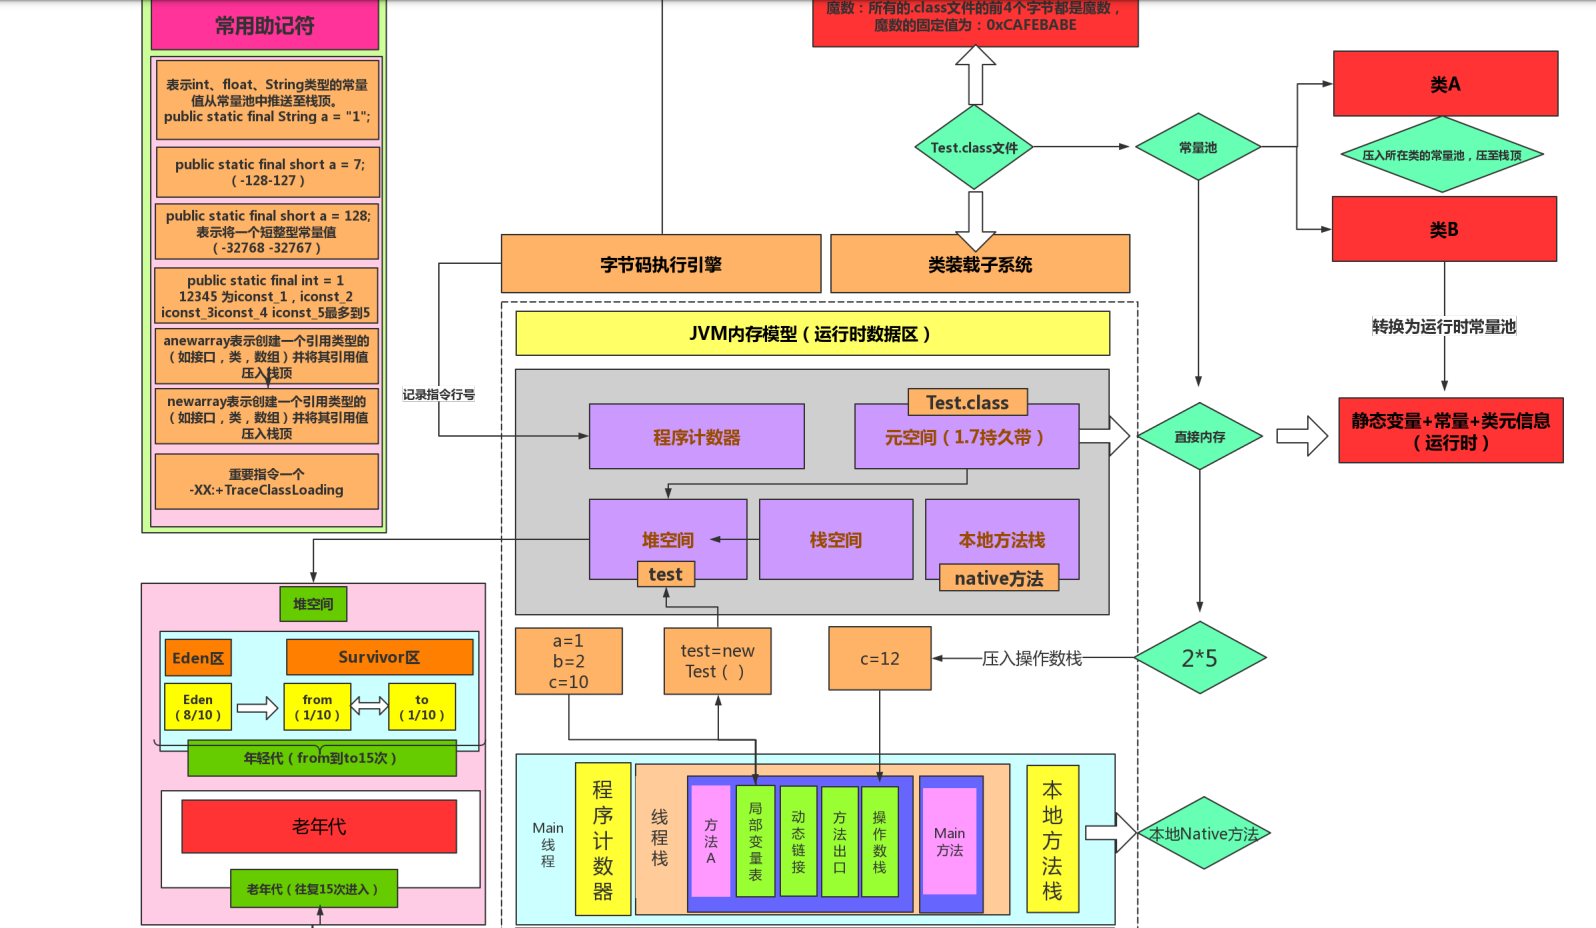 常用助记符
表示int、float、String类型的常量
值从常量池中推送至栈顶。
public static final String a = "1";
public static final short a = 7;
（-128-127）
public static final short a = 128;
表示将一个短整型常量值
（-32768 -32767）
public static final int = 1
12345 为iconst_1，iconst_2
iconst_3iconst_4 iconst_5最多到5
anewarray表示创建一个引用类型的
（如接口，类，数组）并将其引用值
压入栈顶
newarray表示创建一个引用类型的
（如接口，类，数组）并将其引用值
压入栈顶
重要指令一个
-XX:+TraceClassLoading
魔数：所有的.class文件的前4个字节都是魔数，
魔数的固定值为：0xCAFEBABE
Test.class文件
常量池
类A
压入所在类的常量池，压至栈顶
类B
转换为运行时常量池
字节码执行引擎
类装载子系统
JVM内存模型（运行时数据区）
记录指令行号
程序计数器
Test.class
元空间（1.7持久带）
直接内存
静态变量+常量+类元信息
（运行时）
堆空间
test
栈空间
本地方法栈
native方法
a=1
b=2
c=10
test=new
Test（ ）
c=12
压入操作数栈
2*5
堆空间
Eden区
Survivor区
Eden
（8/10）
from
（1/10）
to
（1/10）
年轻代（from到to15次）
老年代
老年代（往复15次进入）
Main
线
程
程
序
计
数
器
线
程
栈
方
法
A
局
部
变
量
表
动
态
链
接
方
法
出
口
操
作
数
栈
Main
方法
本
地
方
法
栈
本地Native方法